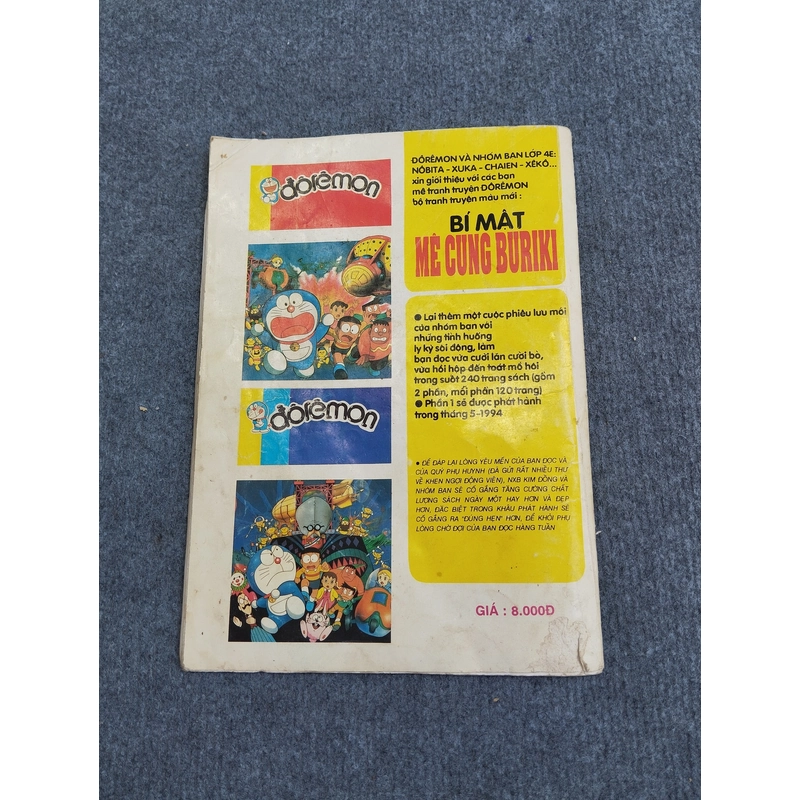 đôrêmon
đôrêmon
ĐÔRÊMON VÀ NHÓM BẠN LỚP 4E:
NÔBITA - XUKA - CHAIEN - XÊKÔ...
xin giới thiệu với các bạn
mê tranh truyện ĐÔRÊMON
bộ tranh truyện màu mới :
BÍ MẬT
MÊ CUNG BURIKI
● Lại thêm một cuộc phiêu lưu mới
của nhóm bạn với
những tình huống
ly kỳ sôi động, làm
bạn đọc vừa cười lăn cười bò,
vừa hồi hộp đến toát mồ hôi
trong suốt 240 trang sách (gồm
2 phần, mỗi phần 120 trang)
● Phần 1 sẽ được phát hành
trong tháng 5-1994
● ĐỂ ĐÁP LẠI LÒNG YÊU MẾN CỦA BẠN ĐỌC VÀ
CỦA QUÝ PHỤ HUYNH (ĐÃ GỬI RẤT NHIỀU THƯ
VỀ KHEN NGỢI ĐỘNG VIÊN), NXB KIM ĐỒNG VÀ
NHÓM BẠN SẼ CỐ GẮNG TĂNG CƯỜNG CHẤT
LƯỢNG SÁCH NGÀY MỘT HAY HƠN VÀ ĐẸP
HƠN, ĐẶC BIỆT TRONG KHÂU PHÁT HÀNH SẼ
CỐ GẮNG RA "ĐÚNG HẸN" HƠN, ĐỂ KHỎI PHỤ
LÒNG CHỜ ĐỢI CỦA BẠN ĐỌC HÀNG TUẦN
GIÁ : 8.000Đ